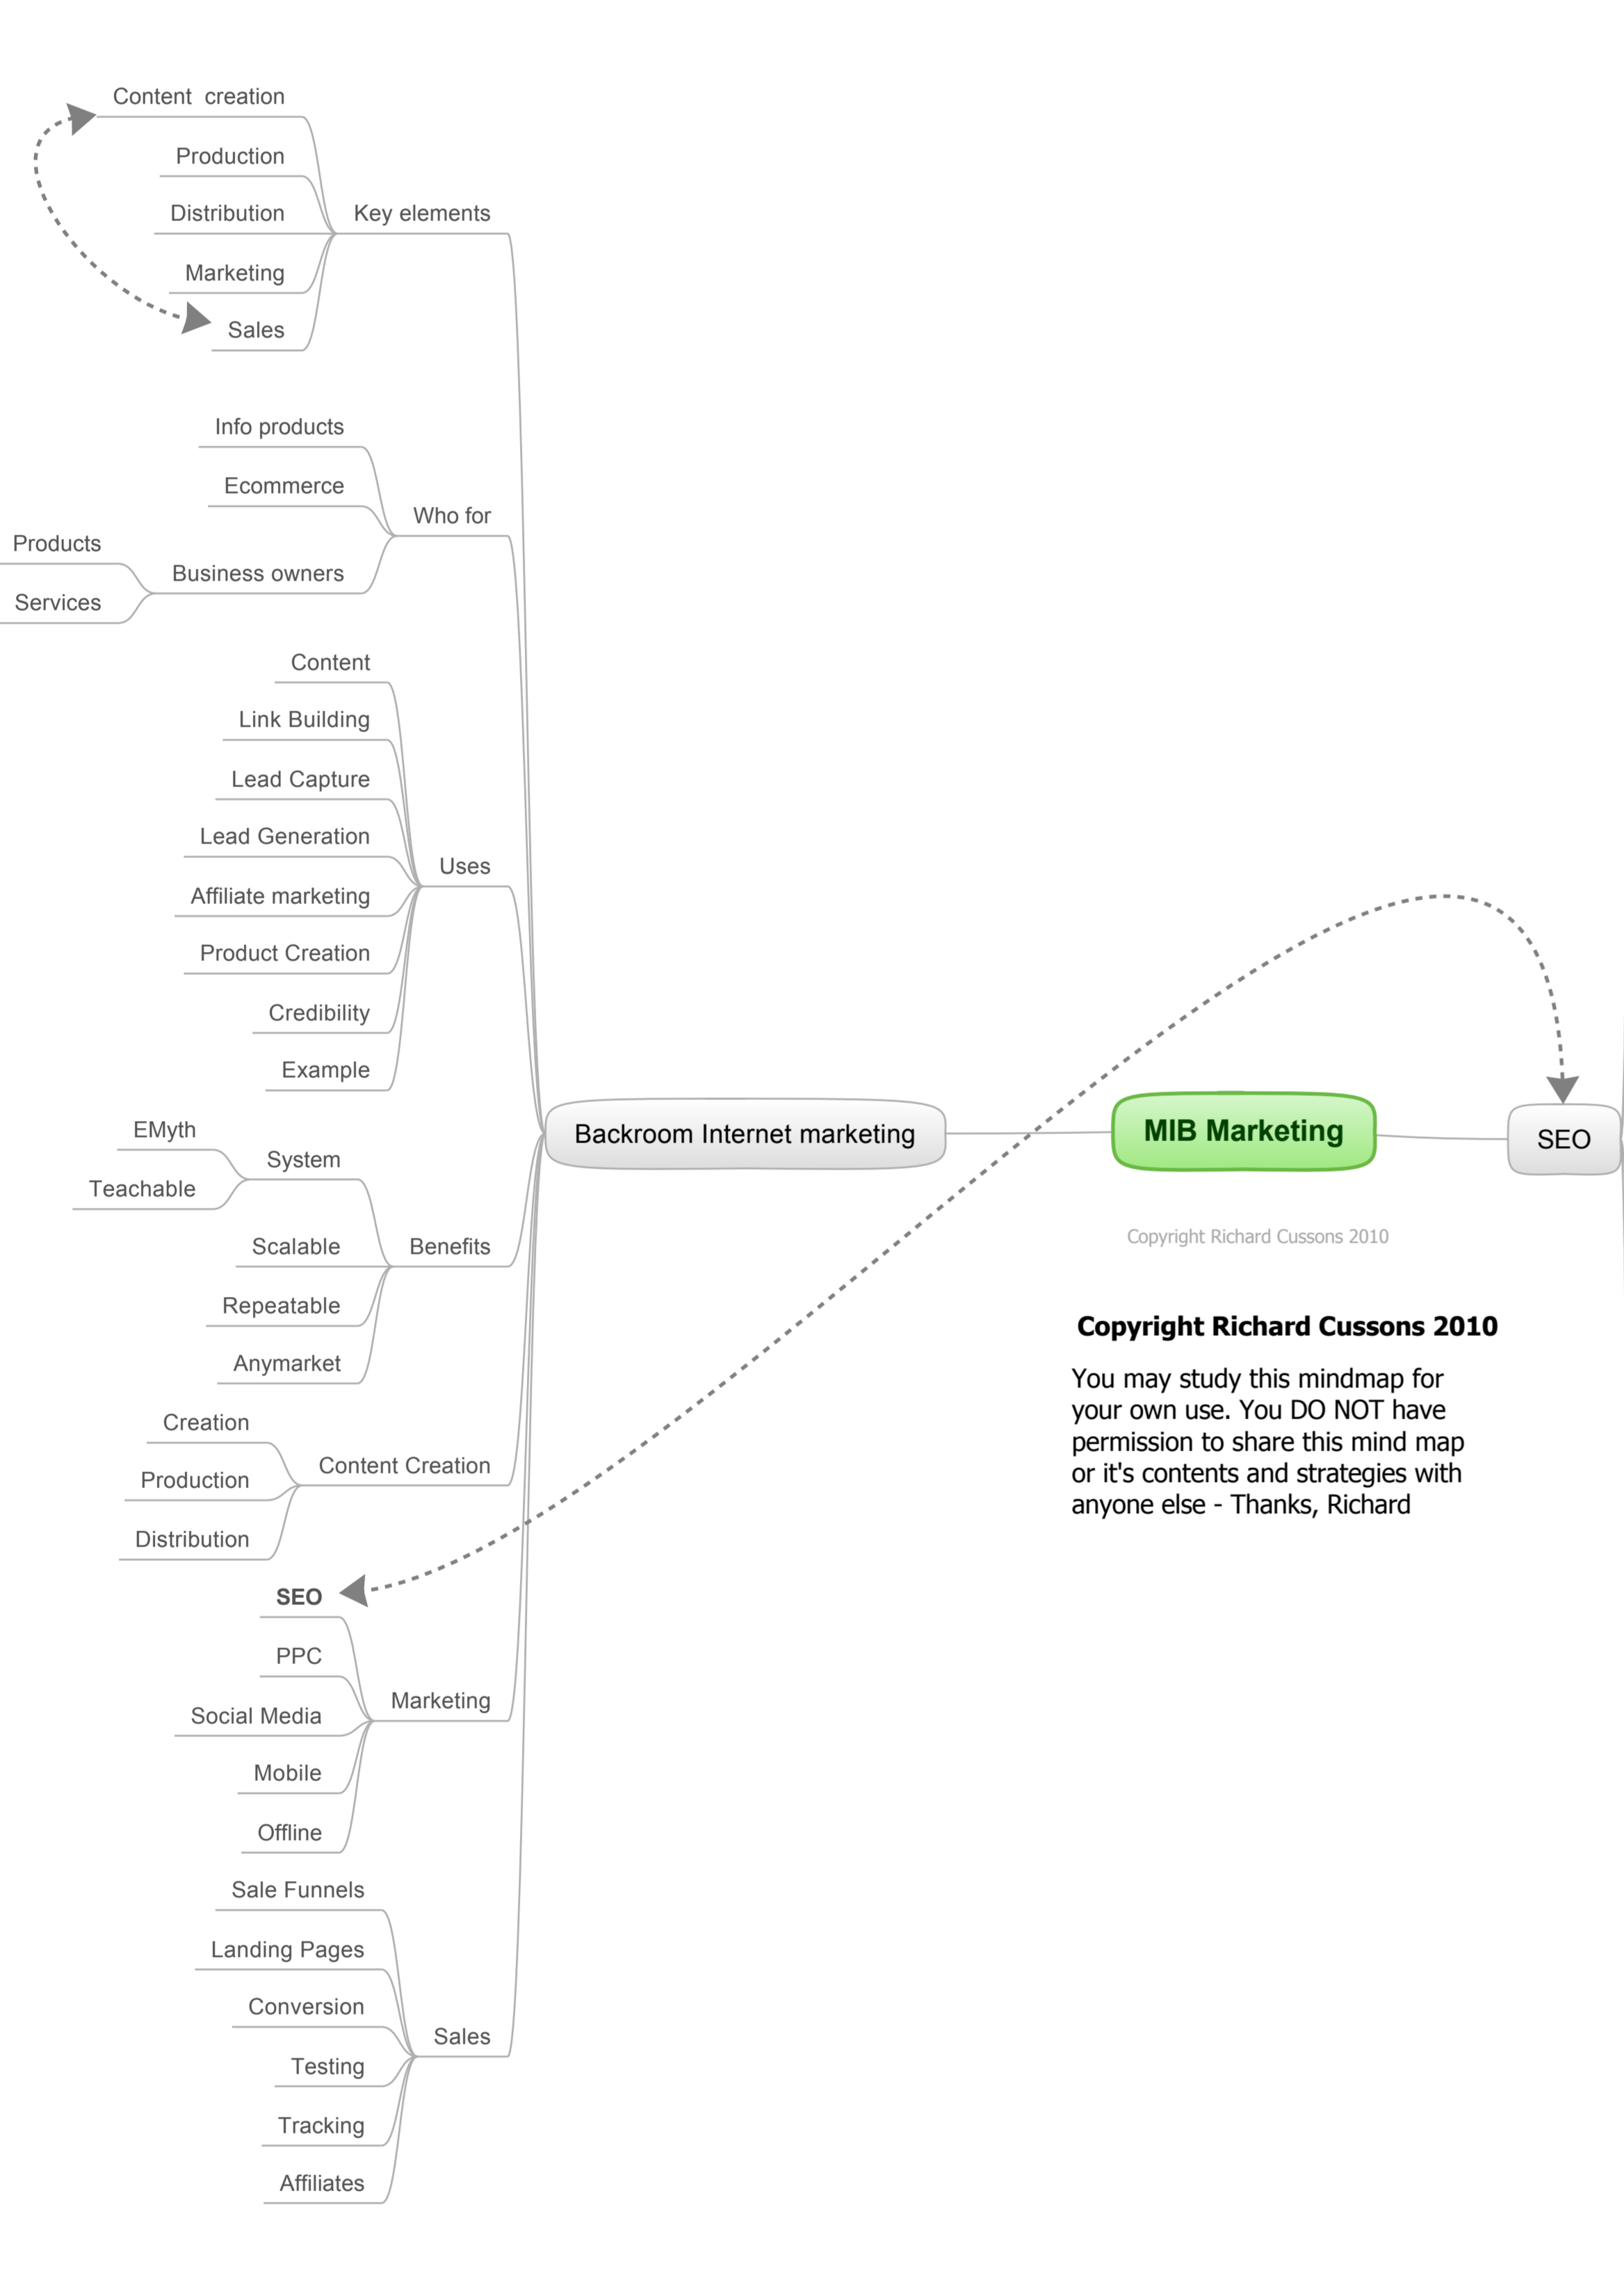 Content  creation
Production
Distribution
Key elements
Marketing
Sales
Info products
Ecommerce
Who for
Products
Business owners
Services
Content
Link Building
Lead Capture
Lead Generation
Uses
Affiliate marketing
Product Creation
Credibility
Example
EMyth
System
Teachable
Scalable
Benefits
Repeatable
Anymarket
Creation
Content Creation
Production
Distribution
SEO
PPC
Marketing
Social Media
Mobile
Offline
Sale Funnels
Landing Pages
Conversion
Sales
Testing
Tracking
Affiliates
Backroom Internet marketing
MIB Marketing
SEO
Copyright Richard Cussons 2010
Copyright Richard Cussons 2010
You may study this mindmap for
your own use. You DO NOT have
permission to share this mind map
or it's contents and strategies with
anyone else - Thanks, Richard